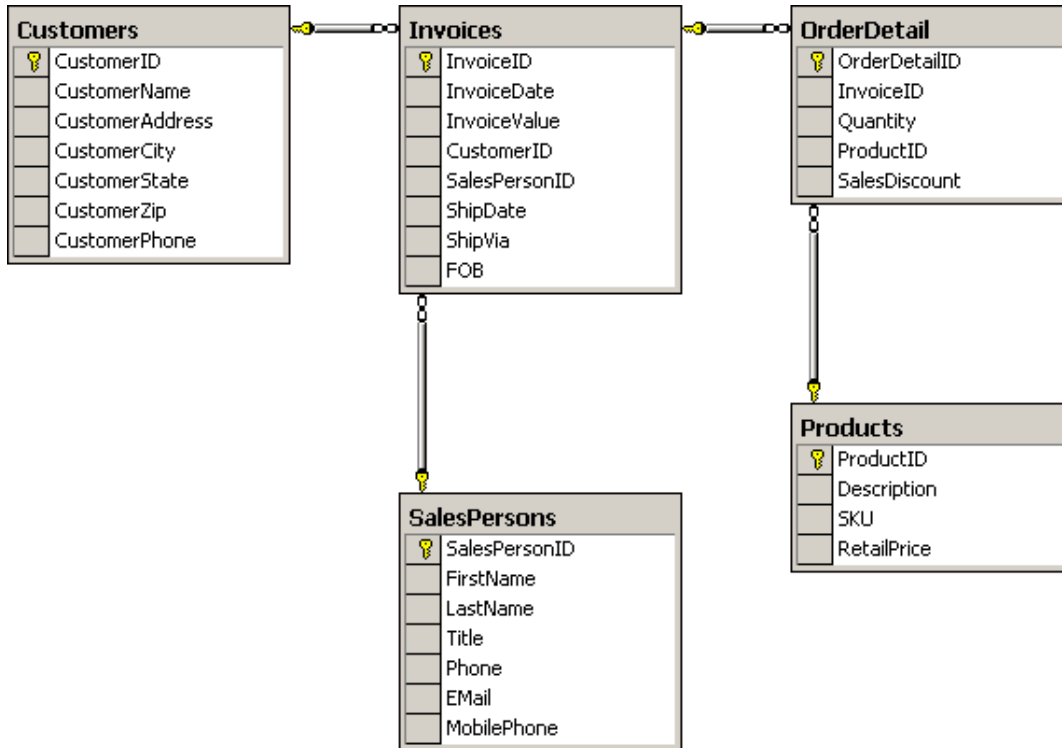 Customers
CustomerID
CustomerName
CustomerAddress
CustomerCity
CustomerState
CustomerZip
CustomerPhone
Invoices
InvoiceID
InvoiceDate
InvoiceValue
CustomerID
SalesPersonID
ShipDate
ShipVia
FOB
OrderDetail
OrderDetailID
InvoiceID
Quantity
ProductID
SalesDiscount
Products
ProductID
Description
SKU
RetailPrice
SalesPersons
SalesPersonID
FirstName
LastName
Title
Phone
EMail
MobilePhone